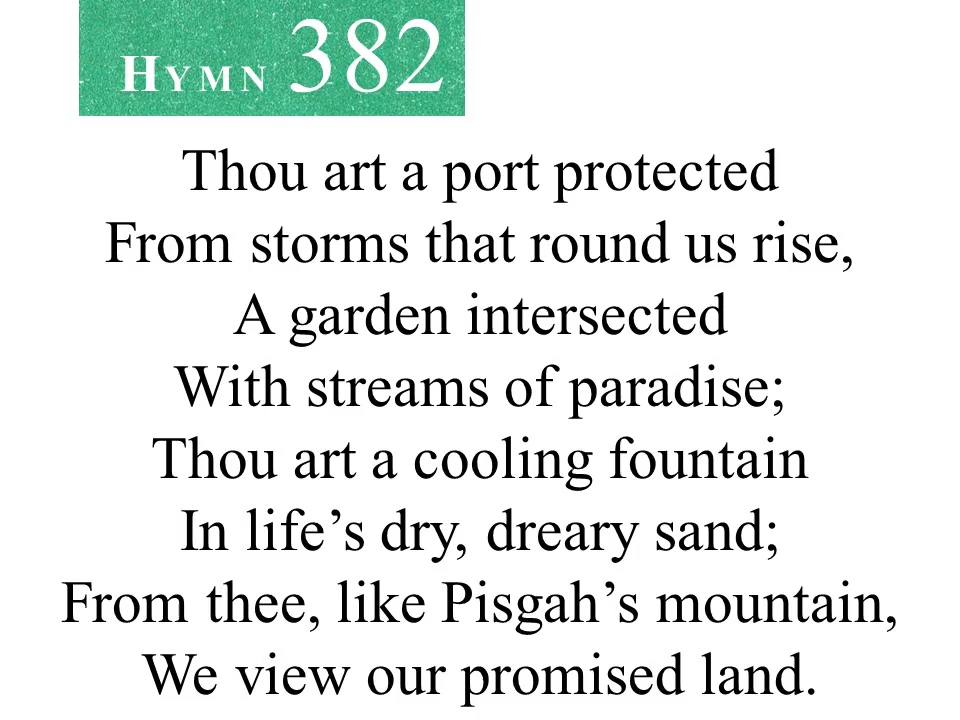 HYMN 382
Thou art a port protected
From storms that round us rise,
A garden intersected
With streams of paradise;
Thou art a cooling fountain
In life’s dry, dreary sand;
From thee, like Pisgah’s mountain,
We view our promised land.